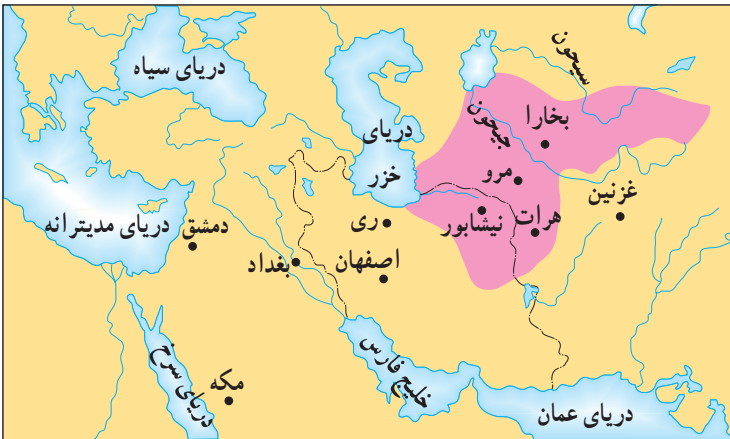 دریای سیاه
سیحون
دریای
خزر
جیحون
بخارا
مرو
غزنین
هرات
نیشابور
ری
اصفهان
بغداد
دمشق
دریای مدیترانه
دریای سرخ
مکه
خلیج فارس
دریای عمان